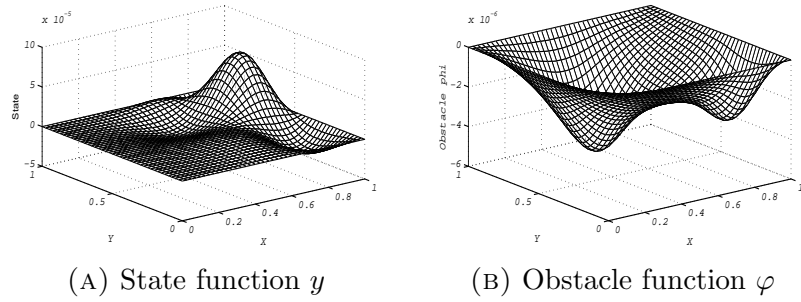 x 10⁻⁵
10
5
0
-5
State
1
0.5
0
Y
0
0.2
0.4
0.6
0.8
1
X
(A) State function y
x 10⁻⁶
0
-2
-4
-6
Obstacle phi
1
0.5
0
Y
0
0.2
0.4
0.6
0.8
1
X
(B) Obstacle function φ